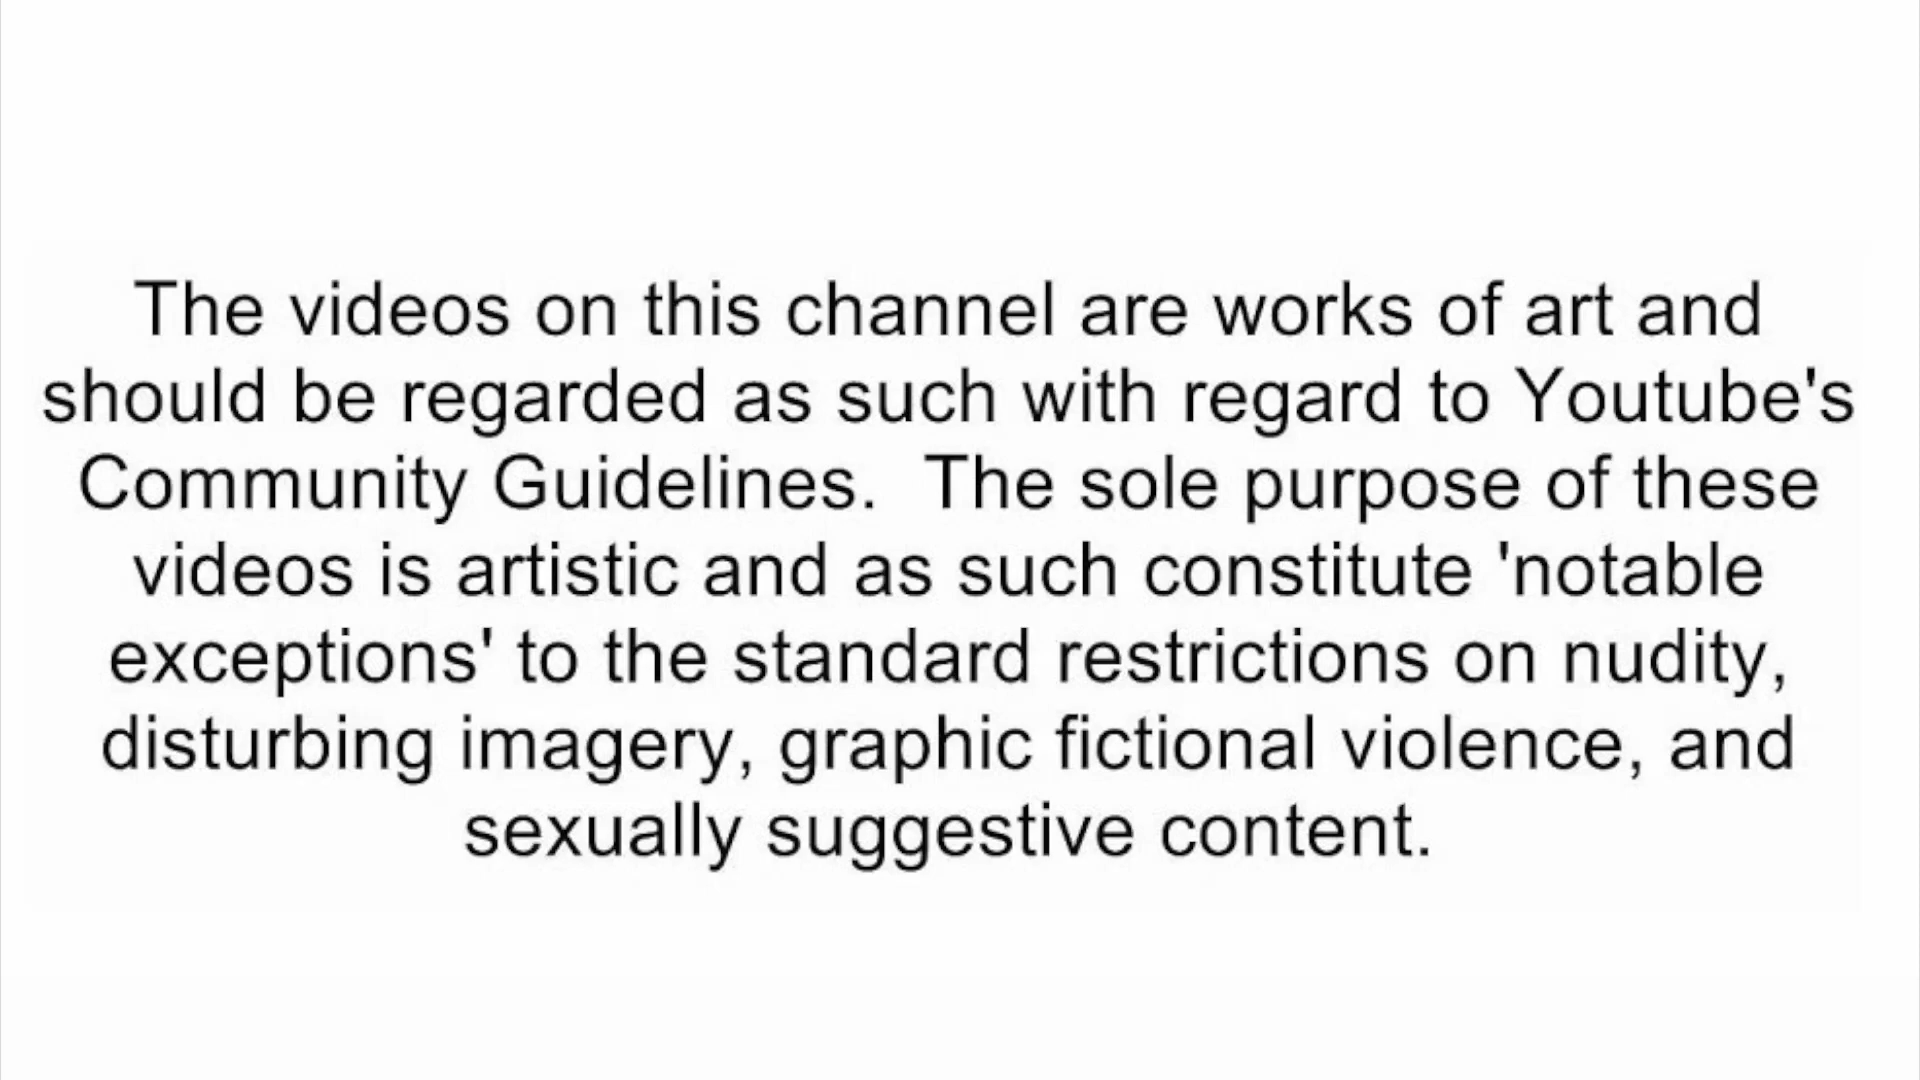 The videos on this channel are works of art and
should be regarded as such with regard to Youtube's
Community Guidelines.  The sole purpose of these
videos is artistic and as such constitute 'notable
exceptions' to the standard restrictions on nudity,
disturbing imagery, graphic fictional violence, and
sexually suggestive content.